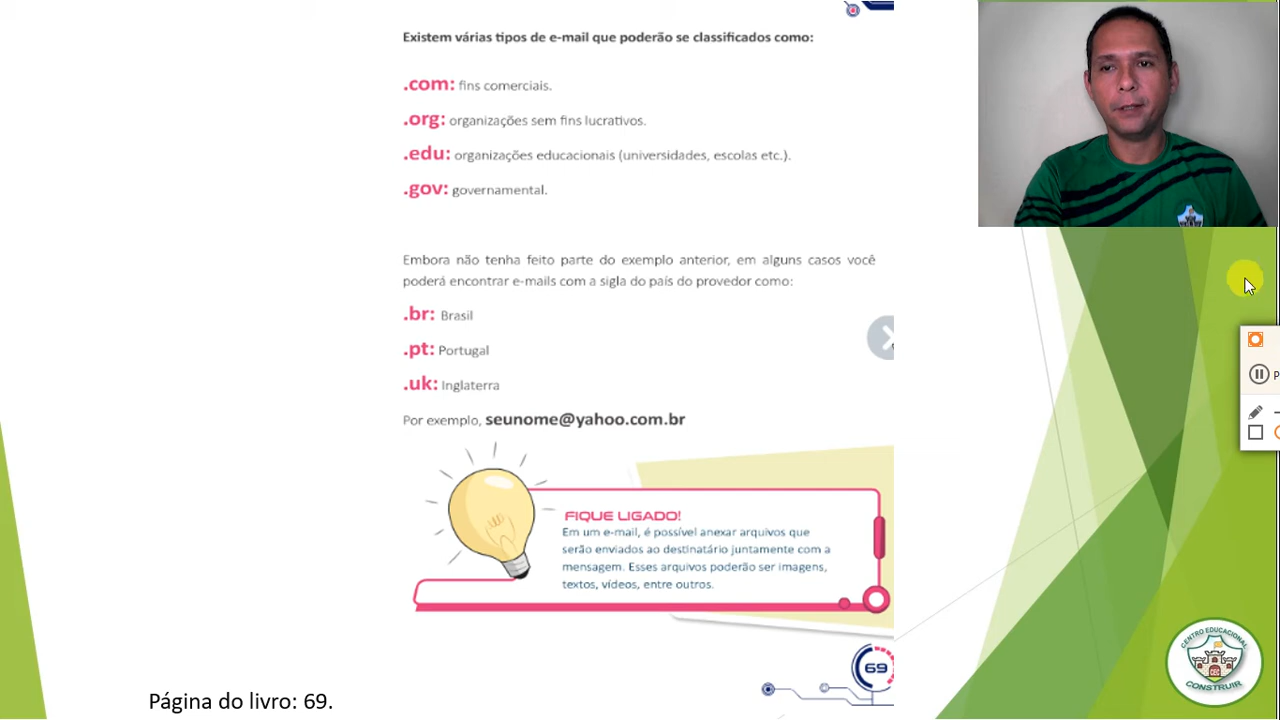 Existem várias tipos de e-mail que poderão se classificados como:
.com: fins comerciais.
.org: organizações sem fins lucrativos.
.edu: organizações educacionais (universidades, escolas etc.).
.gov: governamental.
Embora não tenha feito parte do exemplo anterior, em alguns casos você
poderá encontrar e-mails com a sigla do país do provedor como:
.br: Brasil
.pt: Portugal
.uk: Inglaterra
Por exemplo, seunome@yahoo.com.br
FIQUE LIGADO!
Em um e-mail, é possível anexar arquivos que
serão enviados ao destinatário juntamente com a
mensagem. Esses arquivos poderão ser imagens,
textos, vídeos, entre outros.
69
Página do livro: 69.
P
CENTRO EDUCACIONAL
CEC
CONSTRUIR